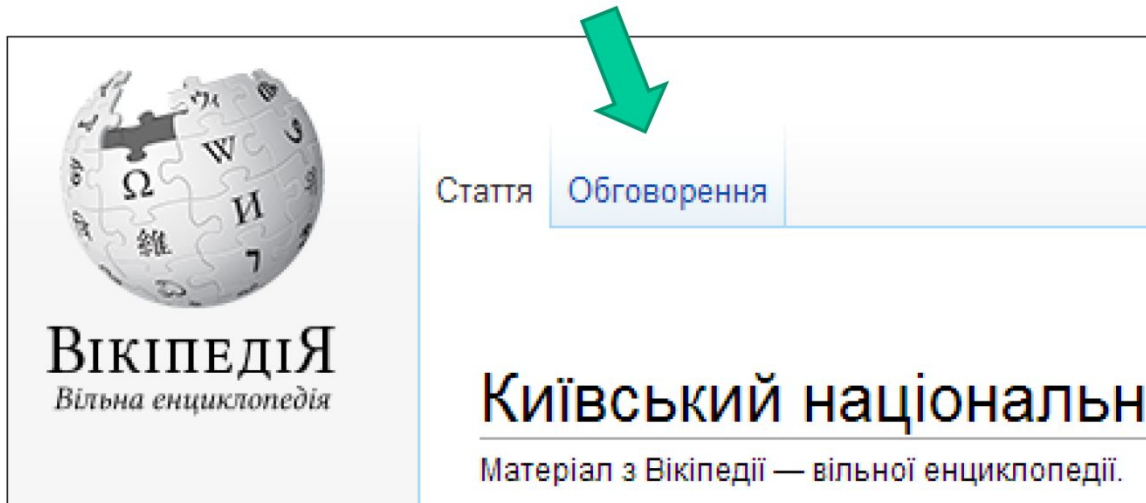 Стаття Обговорення
ВікіпедіЯ
Вільна енциклопедія
Київський національн
Матеріал з Вікіпедії — вільної енциклопедії.